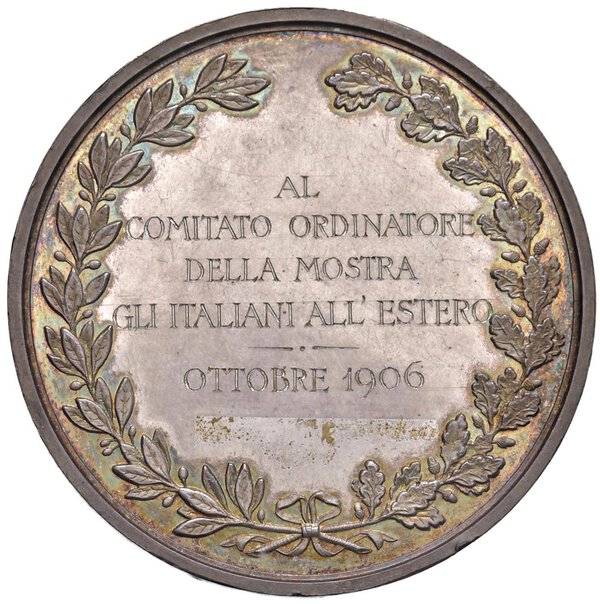 AL
COMITATO ORDINATORE
DELLA MOSTRA
GLI ITALIANI ALL' ESTERO
OTTOBRE 1906